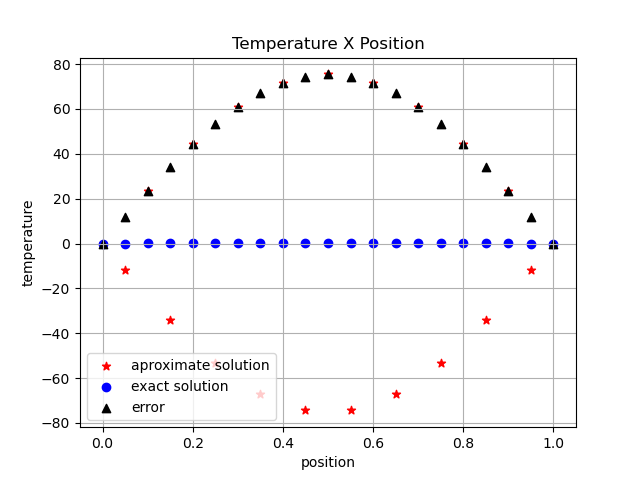 Temperature X Position
80
60
40
20
0
−20
−40
−60
−80
temperature
aproximate solution
exact solution
error
0.0 0.2 0.4 0.6 0.8 1.0
position